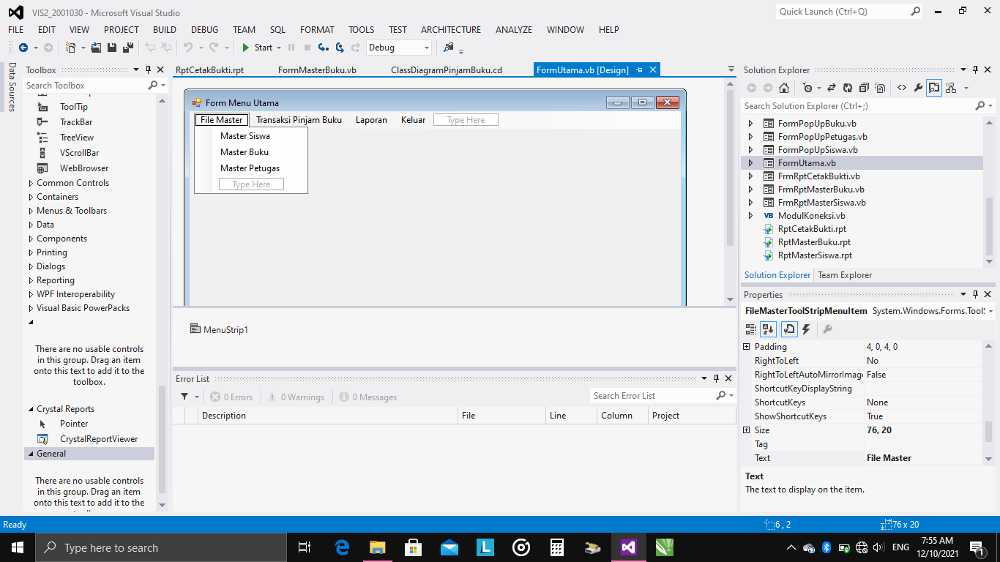 VIS2_2001030 - Microsoft Visual Studio
Quick Launch (Ctrl+Q)
FILE EDIT VIEW PROJECT BUILD DEBUG TEAM SQL FORMAT TOOLS TEST ARCHITECTURE ANALYZE WINDOW HELP
Start Debug
Data Sources
Toolbox
Search Toolbox
ToolTip
TrackBar
TreeView
VScrollBar
WebBrowser
Common Controls
Containers
Menus & Toolbars
Data
Components
Printing
Dialogs
Reporting
WPF Interoperability
Visual Basic PowerPacks
There are no usable controls
in this group. Drag an item
onto this text to add it to the
toolbox.
Crystal Reports
Pointer
CrystalReportViewer
General
There are no usable controls
in this group. Drag an item
onto this text to add it to the
RptCetakBukti.rpt FormMasterBuku.vb ClassDiagramPinjamBuku.cd FormUtama.vb [Design]
Form Menu Utama
File Master Transaksi Pinjam Buku Laporan Keluar Type Here
Master Siswa
Master Buku
Master Petugas
Type Here
MenuStrip1
Error List
0 Errors 0 Warnings 0 Messages Search Error List
Description File Line Column Project
Solution Explorer
Search Solution Explorer (Ctrl+;)
FormPopUpBuku.vb
FormPopUpPetugas.vb
FormPopUpSiswa.vb
FormUtama.vb
FrmRptCetakBukti.vb
FrmRptMasterBuku.vb
FrmRptMasterSiswa.vb
VB ModulKoneksi.vb
RptCetakBukti.rpt
RptMasterBuku.rpt
RptMasterSiswa.rpt
Solution Explorer Team Explorer
Properties
FileMasterToolStripMenuItem System.Windows.Forms.ToolS
Padding 4, 0, 4, 0
RightToLeft No
RightToLeftAutoMirrorImage False
ShortcutKeyDisplayString
ShortcutKeys None
ShowShortcutKeys True
Size 76, 20
Tag
Text File Master
Text
The text to display on the item.
Ready 6 , 2 76 x 20
Type here to search
ENG
7:55 AM
12/10/2021
1